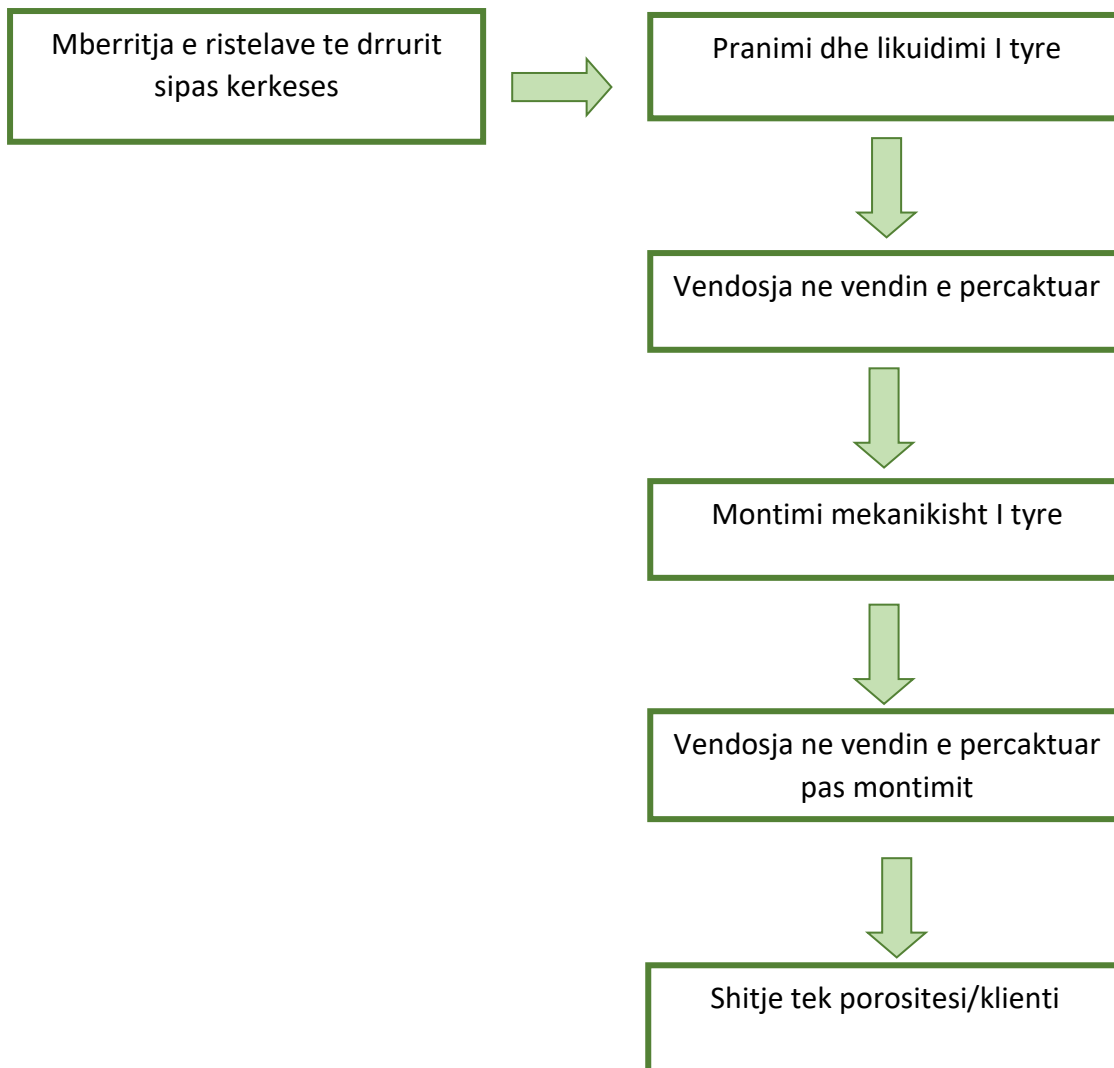 Mberritja e ristelave te drrurit
sipas kerkeses
Pranimi dhe likuidimi I tyre
Vendosja ne vendin e percaktuar
Montimi mekanikisht I tyre
Vendosja ne vendin e percaktuar
pas montimit
Shitje tek porositesi/klienti